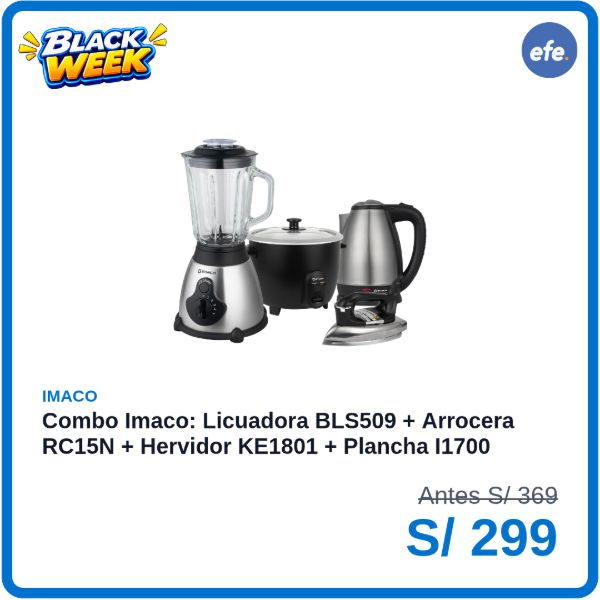 BLACK
WEEK
efe.
IMACO
Combo Imaco: Licuadora BLS509 + Arrocera
RC15N + Hervidor KE1801 + Plancha I1700
Antes S/ 369
S/ 299